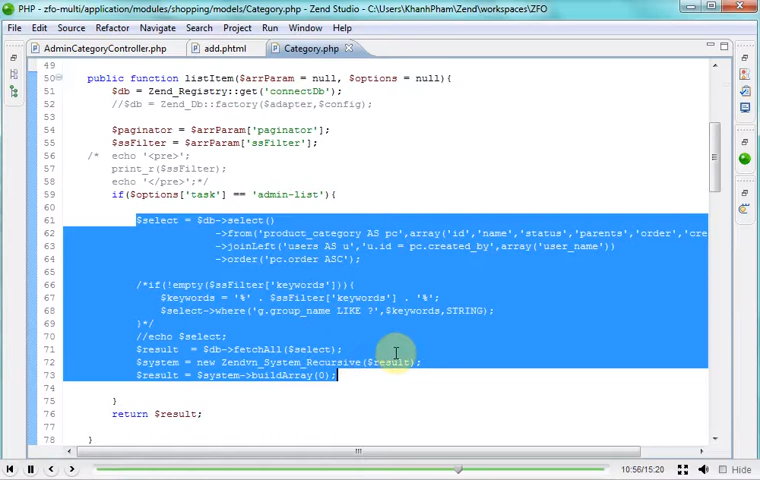 PHP - zfo-multi/application/modules/shopping/models/Category.php - Zend Studio - C:\Users\KhanhPham\Zend\workspaces\ZFO
File Edit Source Refactor Navigate Search Project Run Window Help
AdminCategoryController.php add.phtml Category.php
49
50 public function listItem($arrParam = null, $options = null){
51 $db = Zend_Registry::get('connectDb');
52 //$db = Zend_Db::factory($adapter,$config);
53
54 $paginator = $arrParam['paginator'];
55 $ssFilter = $arrParam['ssFilter'];
56 /* echo '<pre>';
57 print_r($ssFilter);
58 echo '</pre>';*/
59 if($options['task'] == 'admin-list'){
60
61 $select = $db->select()
62 ->from('product_category AS pc',array('id','name','status','parents','order','cre
63 ->joinLeft('users AS u','u.id = pc.created_by',array('user_name'))
64 ->order('pc.order ASC');
65
66 /*if(!empty($ssFilter['keywords'])){
67 $keywords = '%' . $ssFilter['keywords'] . '%';
68 $select->where('g.group_name LIKE ?',$keywords,STRING);
69 }*/
70 //echo $select;
71 $result = $db->fetchAll($select);
72 $system = new Zendvn_System_Recursive($result);
73 $result = $system->buildArray(0);
74
75 }
76 return $result;
77
78 }
10:56/15:20 Hide